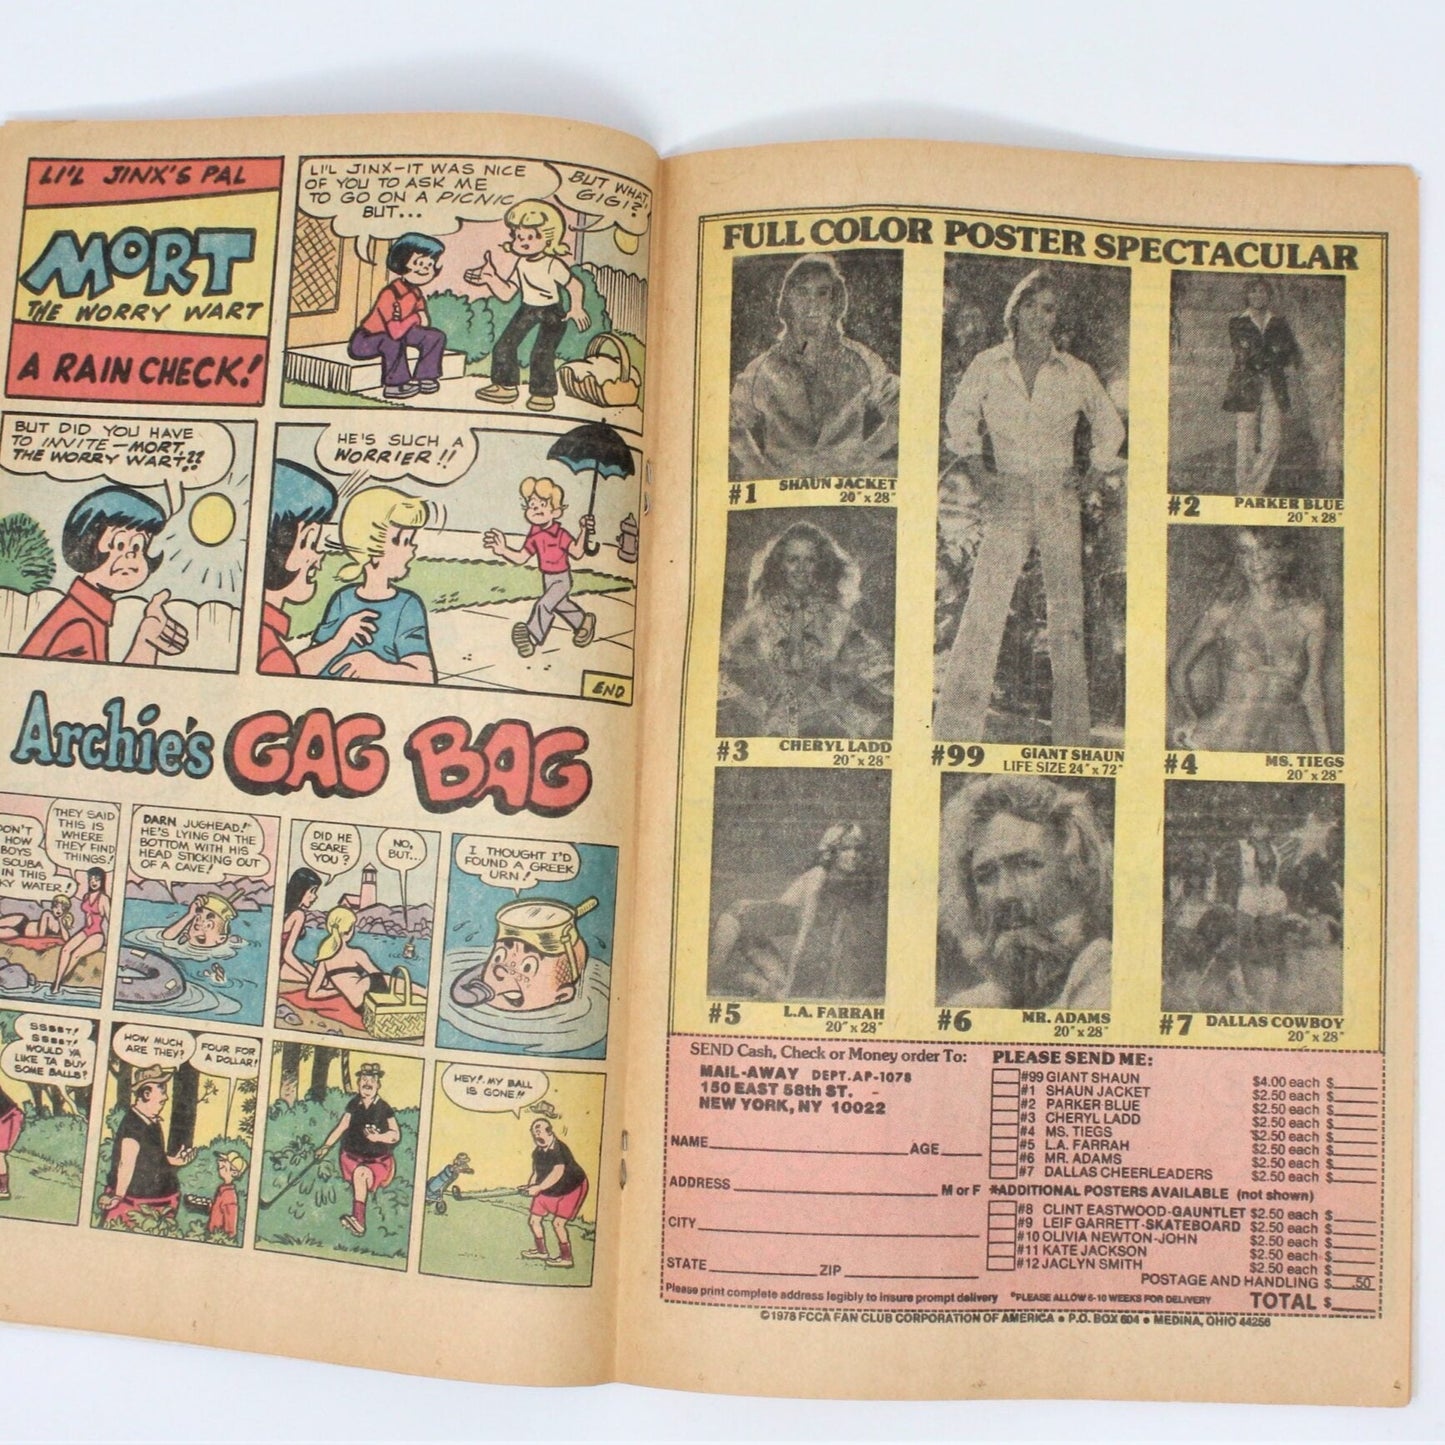 LI'L JINX'S PAL
MORT
THE WORRY WART
A RAIN CHECK!
LI'L JINX-IT WAS NICE
OF YOU TO ASK ME
TO GO ON A PICNIC
BUT...
BUT WHAT,
GIGI?
BUT DID YOU HAVE
TO INVITE-MORT,
THE WORRY WART??
HE'S SUCH A
WORRIER!!
END
Archie's GAG BAG
HOW
BOYS
SCUBA
IN THIS
WATER!
THEY SAID
THIS IS
WHERE
THEY FIND
THINGS!
DARN JUGHEAD!
HE'S LYING ON THE
BOTTOM WITH HIS
HEAD STICKING OUT
OF A CAVE!
DID HE
SCARE
YOU?
NO,
BUT...
I THOUGHT I'D
FOUND A GREEK
URN!
SSSST!
SSSST!
WOULD YA
LIKE TA BUY
SOME BALLS?
HOW MUCH
ARE THEY?
FOUR FOR
A DOLLAR!
HEY! MY BALL
IS GONE!!
FULL COLOR POSTER SPECTACULAR
#1 SHAUN JACKET
20" x 28"
#2 PARKER BLUE
20" x 28"
#3 CHERYL LADD
20" x 28"
#99 GIANT SHAUN
LIFE SIZE 24" x 72"
#4 MS. TIEGS
20" x 28"
#5 L.A. FARRAH
20" x 28"
#6 MR. ADAMS
20" x 28"
#7 DALLAS COWBOY
20" x 28"
SEND Cash, Check or Money order To:
MAIL-AWAY DEPT. AP-1078
150 EAST 58th ST. -
NEW YORK, NY 10022
NAME AGE
ADDRESS M or F
CITY
STATE ZIP
Please print complete address legibly to insure prompt delivery
PLEASE SEND ME:
#99 GIANT SHAUN $4.00 each $
#1 SHAUN JACKET $2.50 each $
#2 PARKER BLUE $2.50 each $
#3 CHERYL LADD $2.50 each $
#4 MS. TIEGS $2.50 each $
#5 L.A. FARRAH $2.50 each $
#6 MR. ADAMS $2.50 each $
#7 DALLAS CHEERLEADERS $2.50 each $
*ADDITIONAL POSTERS AVAILABLE (not shown)
#8 CLINT EASTWOOD-GAUNTLET $2.50 each $
#9 LEIF GARRETT-SKATEBOARD $2.50 each $
#10 OLIVIA NEWTON-JOHN $2.50 each $
#11 KATE JACKSON $2.50 each $
#12 JACLYN SMITH $2.50 each $
POSTAGE AND HANDLING $ .50
*PLEASE ALLOW 6-10 WEEKS FOR DELIVERY TOTAL $
©1978 FCCA FAN CLUB CORPORATION OF AMERICA • P.O. BOX 604 • MEDINA, OHIO 44256